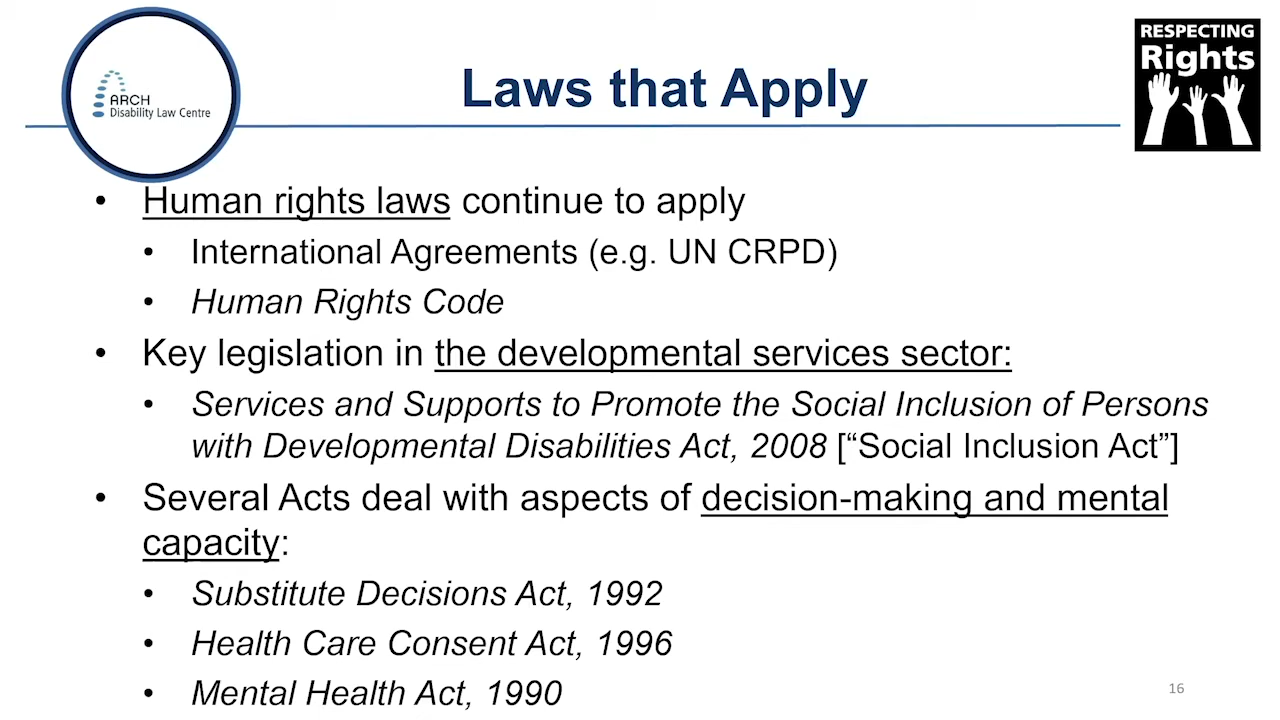 ARCH
Disability Law Centre
Laws that Apply
RESPECTING
Rights
• Human rights laws continue to apply
• International Agreements (e.g. UN CRPD)
• Human Rights Code
• Key legislation in the developmental services sector:
• Services and Supports to Promote the Social Inclusion of Persons
with Developmental Disabilities Act, 2008 [“Social Inclusion Act”]
• Several Acts deal with aspects of decision-making and mental
capacity:
• Substitute Decisions Act, 1992
• Health Care Consent Act, 1996
• Mental Health Act, 1990
16